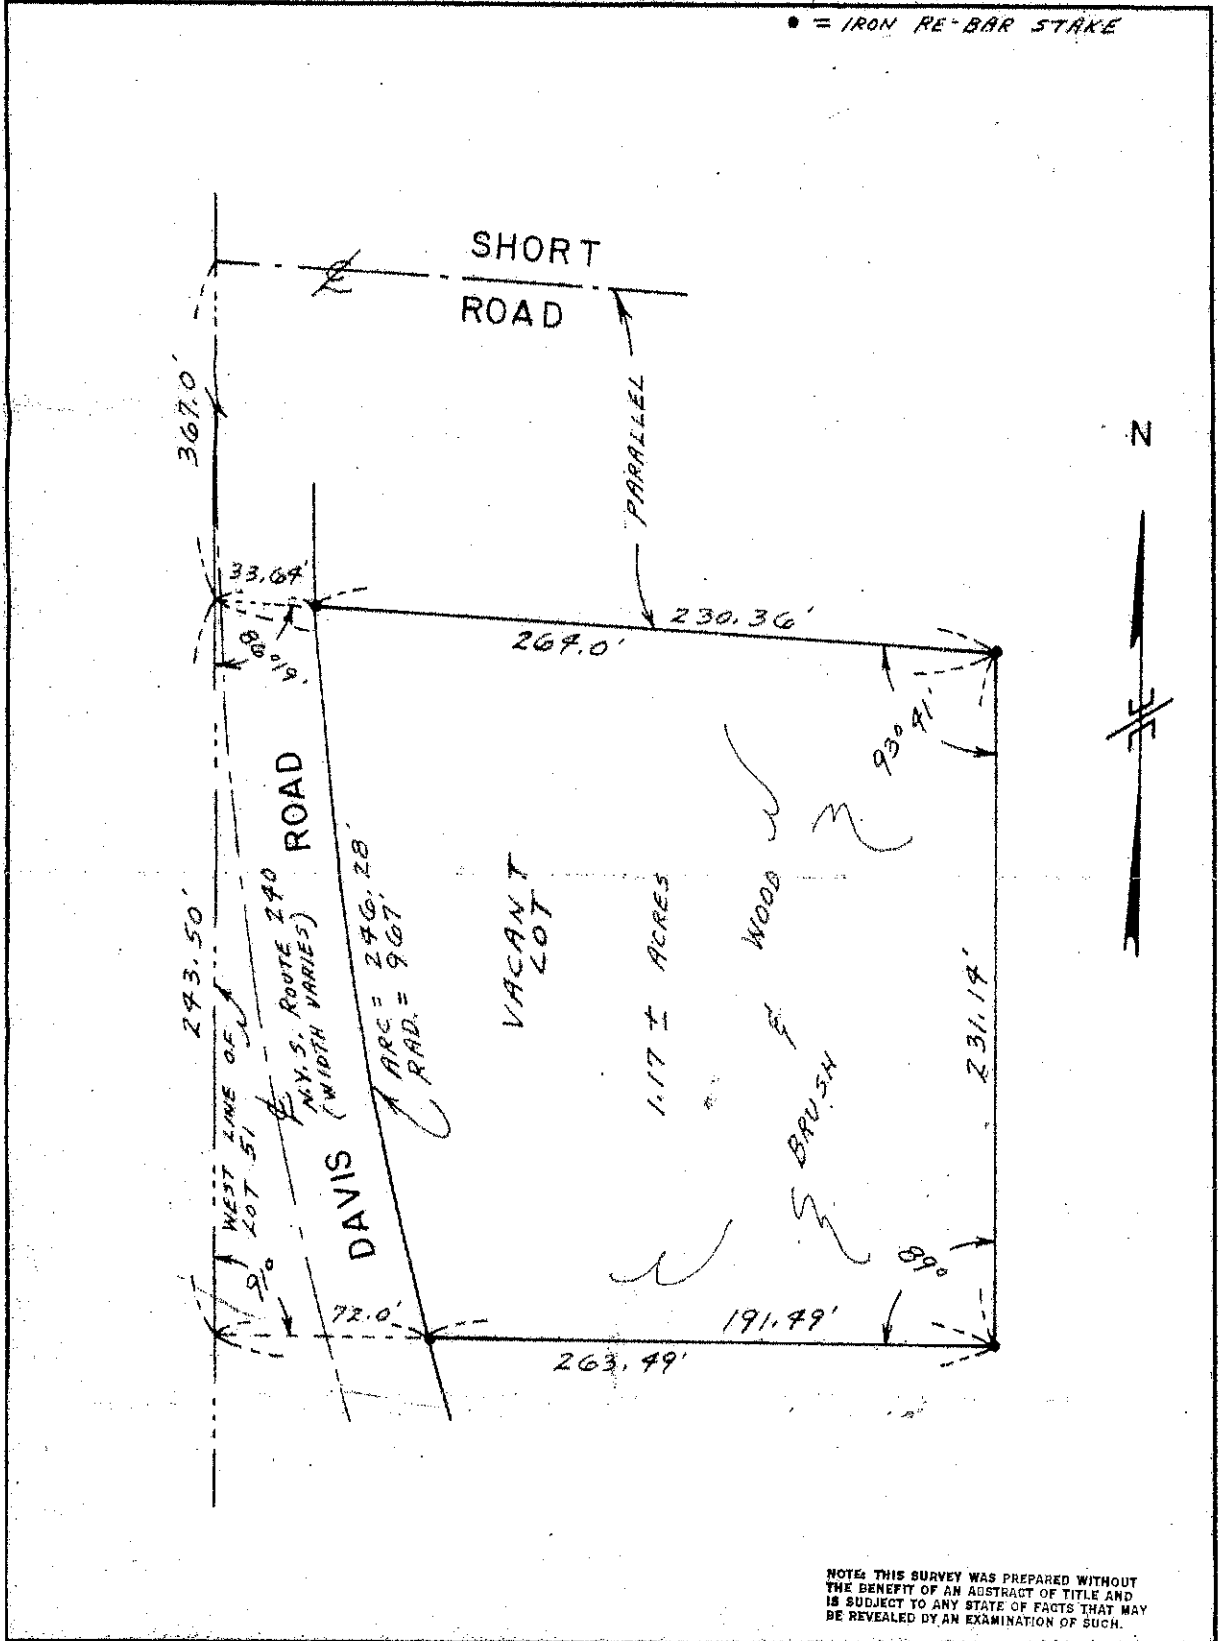 ● = IRON RE-BAR STAKE
SHORT
ROAD
℄
367.0'
PARALLEL
N
33.64'
230.36'
264.0'
93° 41'
ROAD
243.50'
WEST LINE OF
LOT 51
℄
N.Y.S. ROUTE 240
(WIDTH VARIES)
DAVIS
ARC = 246.28'
RAD. = 967'
VACANT
LOT
1.17 ± ACRES
WOOD
&
BRUSH
231.14'
91°
89°
72.0'
191.49'
263.49'
NOTE: THIS SURVEY WAS PREPARED WITHOUT
THE BENEFIT OF AN ABSTRACT OF TITLE AND
IS SUBJECT TO ANY STATE OF FACTS THAT MAY
BE REVEALED BY AN EXAMINATION OF SUCH.